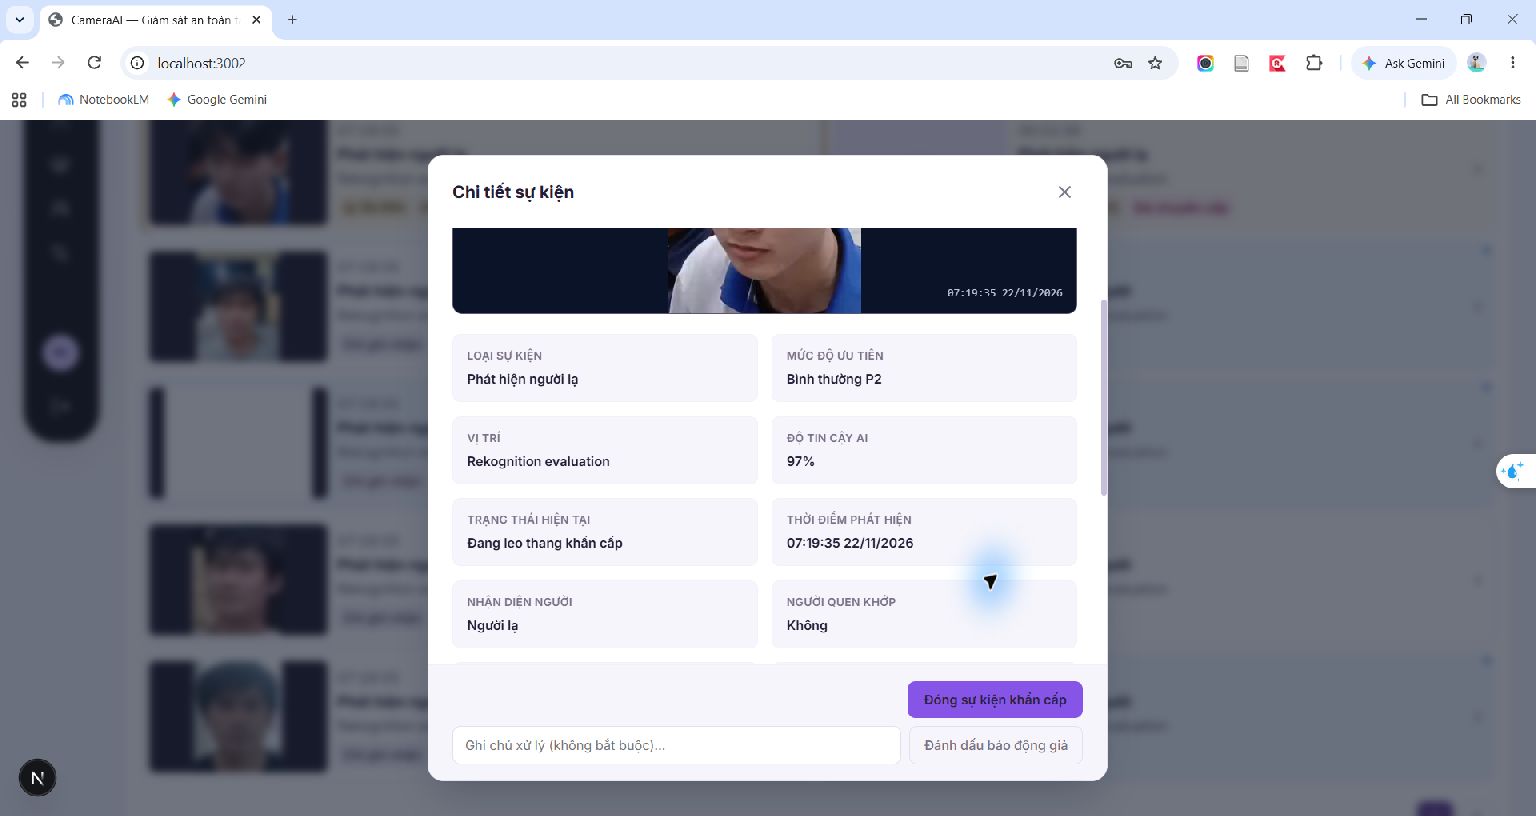 CameraAI — Giám sát an toàn t
localhost:3002
Ask Gemini
NotebookLM
Google Gemini
All Bookmarks
Chi tiết sự kiện
07:19:35 22/11/2026
LOẠI SỰ KIỆN
Phát hiện người lạ
MỨC ĐỘ ƯU TIÊN
Bình thường P2
VỊ TRÍ
Rekognition evaluation
ĐỘ TIN CẬY AI
97%
TRẠNG THÁI HIỆN TẠI
Đang leo thang khẩn cấp
THỜI ĐIỂM PHÁT HIỆN
07:19:35 22/11/2026
NHẬN DIỆN NGƯỜI
Người lạ
NGƯỜI QUEN KHỚP
Không
Đóng sự kiện khẩn cấp
Ghi chú xử lý (không bắt buộc)...
Đánh dấu báo động giả
N